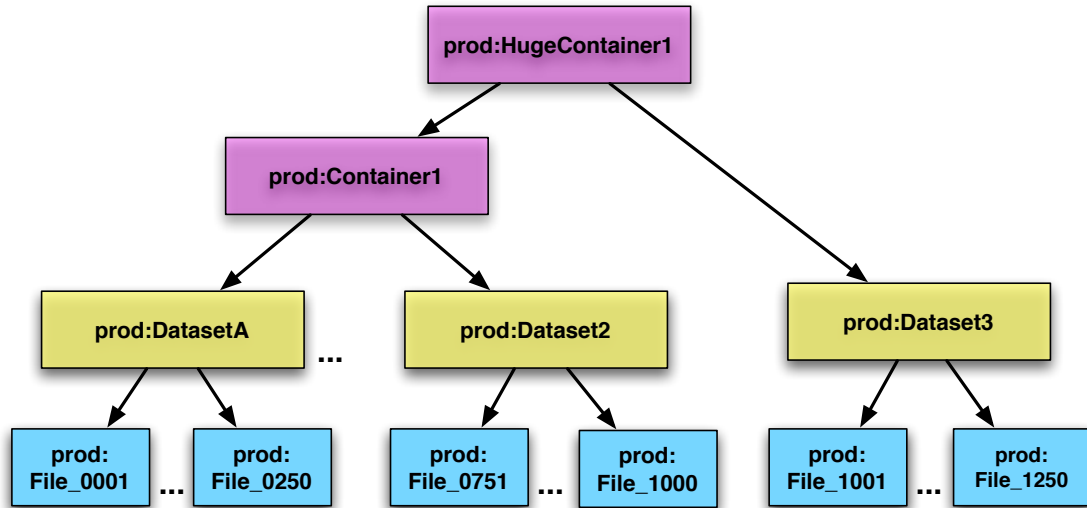 prod:HugeContainer1
prod:Container1
prod:DatasetA
...
prod:Dataset2
prod:Dataset3
prod:
File_0001
...
prod:
File_0250
prod:
File_0751
...
prod:
File_1000
prod:
File_1001
...
prod:
File_1250